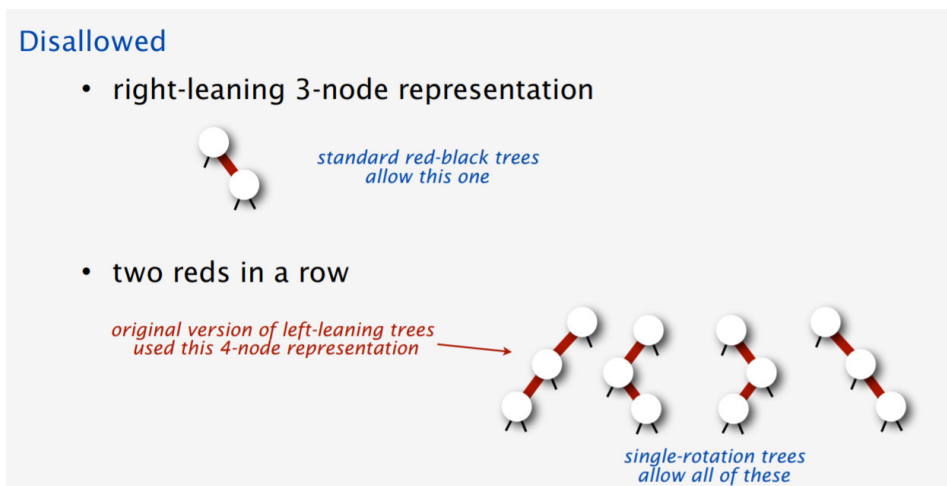 Disallowed
• right-leaning 3-node representation
standard red-black trees
allow this one
• two reds in a row
original version of left-leaning trees
used this 4-node representation
single-rotation trees
allow all of these